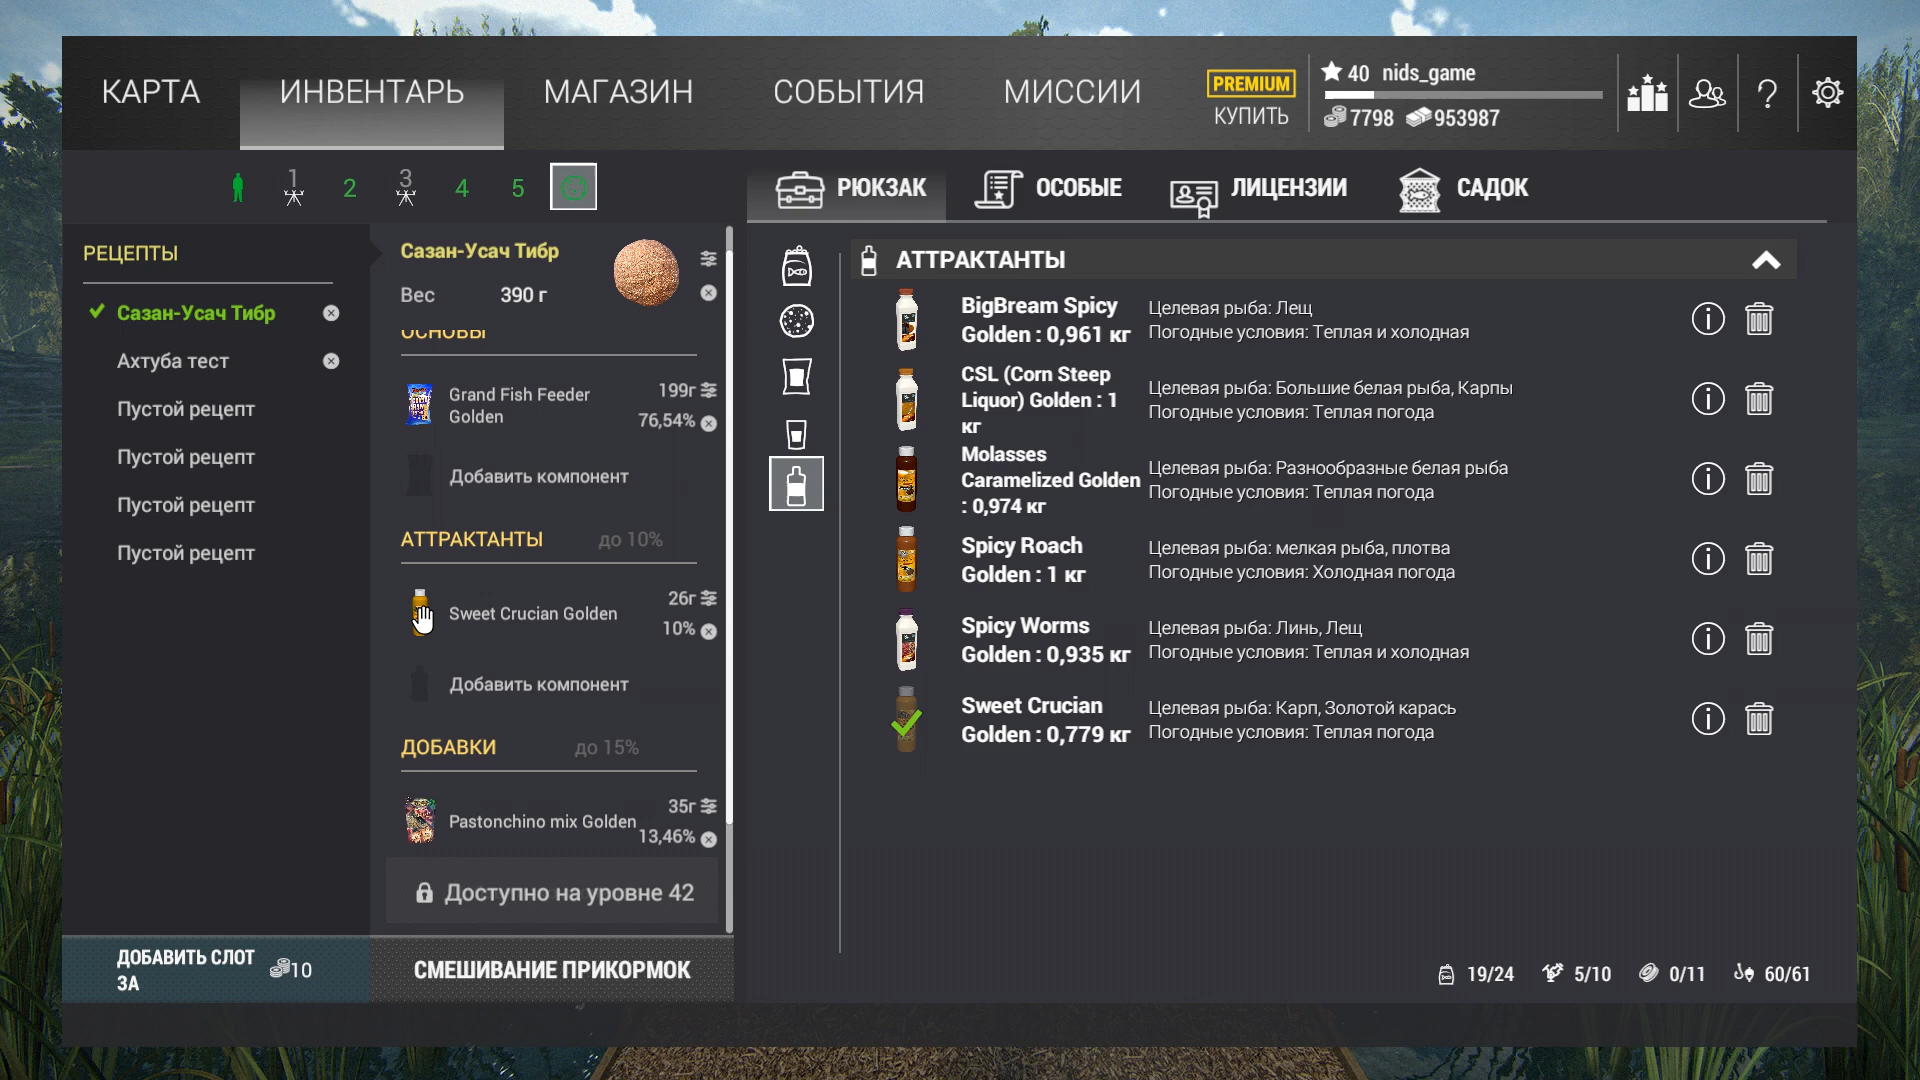 КАРТА
ИНВЕНТАРЬ
МАГАЗИН
СОБЫТИЯ
МИССИИ
PREMIUM
КУПИТЬ
40 nids_game
7798 953987
?
1 2 3 4 5
РЮКЗАК
ОСОБЫЕ
ЛИЦЕНЗИИ
САДОК
РЕЦЕПТЫ
Сазан-Усач Тибр
Ахтуба тест
Пустой рецепт
Пустой рецепт
Пустой рецепт
Пустой рецепт
ДОБАВИТЬ СЛОТ
ЗА
10
Сазан-Усач Тибр
Вес 390 г
ОСНОВЫ
Grand Fish Feeder
Golden
199г
76,54%
Добавить компонент
АТТРАКТАНТЫ до 10%
Sweet Crucian Golden
26г
10%
Добавить компонент
ДОБАВКИ до 15%
Pastonchino mix Golden
35г
13,46%
Доступно на уровне 42
СМЕШИВАНИЕ ПРИКОРМОК
АТТРАКТАНТЫ
BigBream Spicy
Golden : 0,961 кг
Целевая рыба: Лещ
Погодные условия: Теплая и холодная
CSL (Corn Steep
Liquor) Golden : 1
кг
Целевая рыба: Большие белая рыба, Карпы
Погодные условия: Теплая погода
Molasses
Caramelized Golden
: 0,974 кг
Целевая рыба: Разнообразные белая рыба
Погодные условия: Теплая погода
Spicy Roach
Golden : 1 кг
Целевая рыба: мелкая рыба, плотва
Погодные условия: Холодная погода
Spicy Worms
Golden : 0,935 кг
Целевая рыба: Линь, Лещ
Погодные условия: Теплая и холодная
Sweet Crucian
Golden : 0,779 кг
Целевая рыба: Карп, Золотой карась
Погодные условия: Теплая погода
19/24 5/10 0/11 60/61